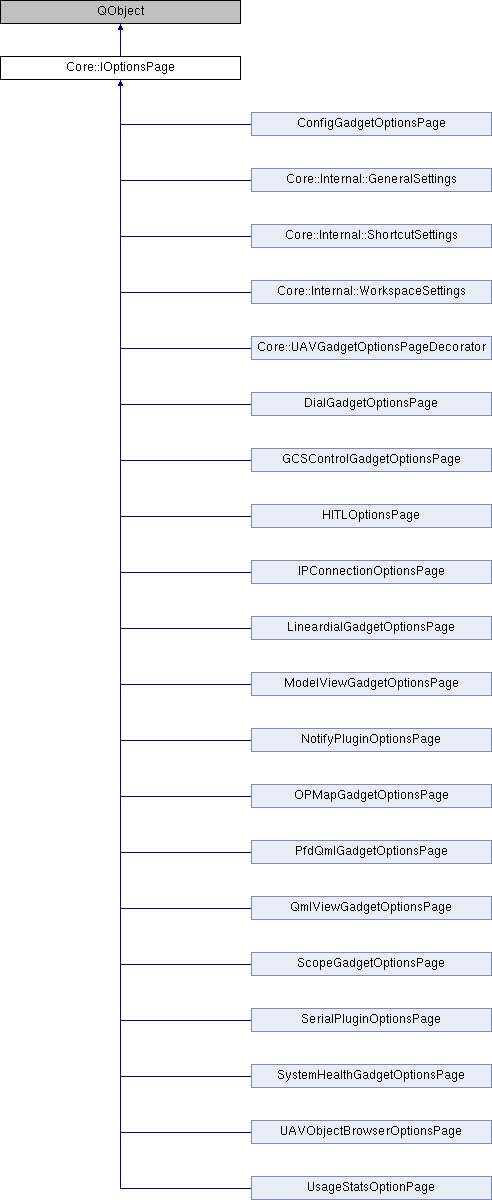 QObject
Core::IOptionsPage
ConfigGadgetOptionsPage
Core::Internal::GeneralSettings
Core::Internal::ShortcutSettings
Core::Internal::WorkspaceSettings
Core::UAVGadgetOptionsPageDecorator
DialGadgetOptionsPage
GCSControlGadgetOptionsPage
HITLOptionsPage
IPConnectionOptionsPage
LineardialGadgetOptionsPage
ModelViewGadgetOptionsPage
NotifyPluginOptionsPage
OPMapGadgetOptionsPage
PfdQmlGadgetOptionsPage
QmlViewGadgetOptionsPage
ScopeGadgetOptionsPage
SerialPluginOptionsPage
SystemHealthGadgetOptionsPage
UAVObjectBrowserOptionsPage
UsageStatsOptionPage